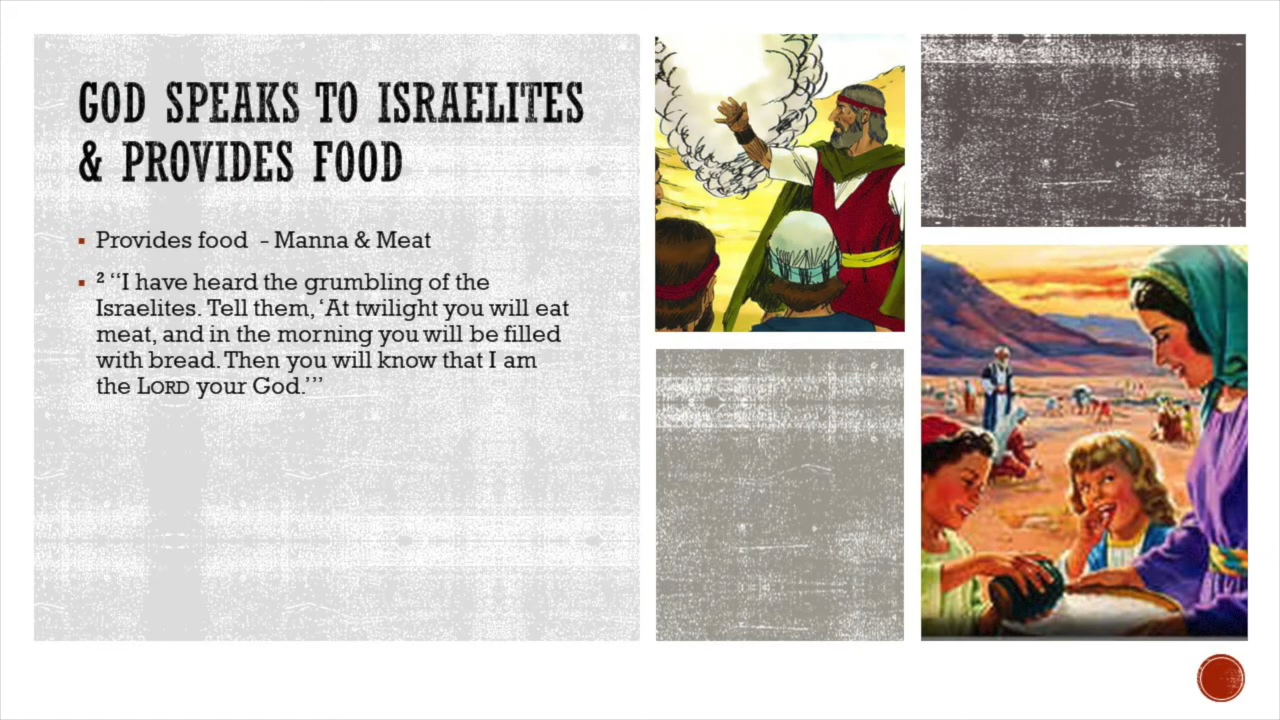 GOD SPEAKS TO ISRAELITES
& PROVIDES FOOD
▪ Provides food - Manna & Meat
▪ ² “I have heard the grumbling of the
Israelites. Tell them, ‘At twilight you will eat
meat, and in the morning you will be filled
with bread. Then you will know that I am
the LORD your God.’”